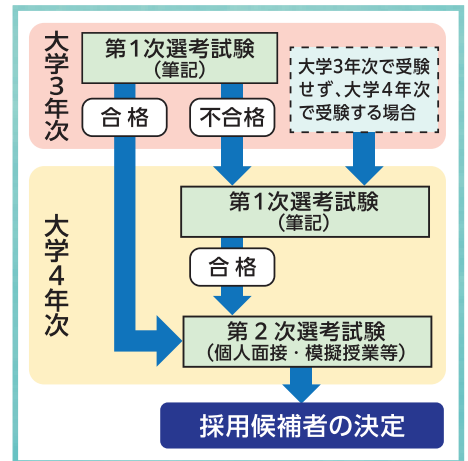 大学3年次
第1次選考試験
(筆記)
合格
不合格
大学3年次で受験
せず、大学4年次
で受験する場合
大学4年次
第1次選考試験
(筆記)
合格
第2次選考試験
(個人面接・模擬授業等)
採用候補者の決定